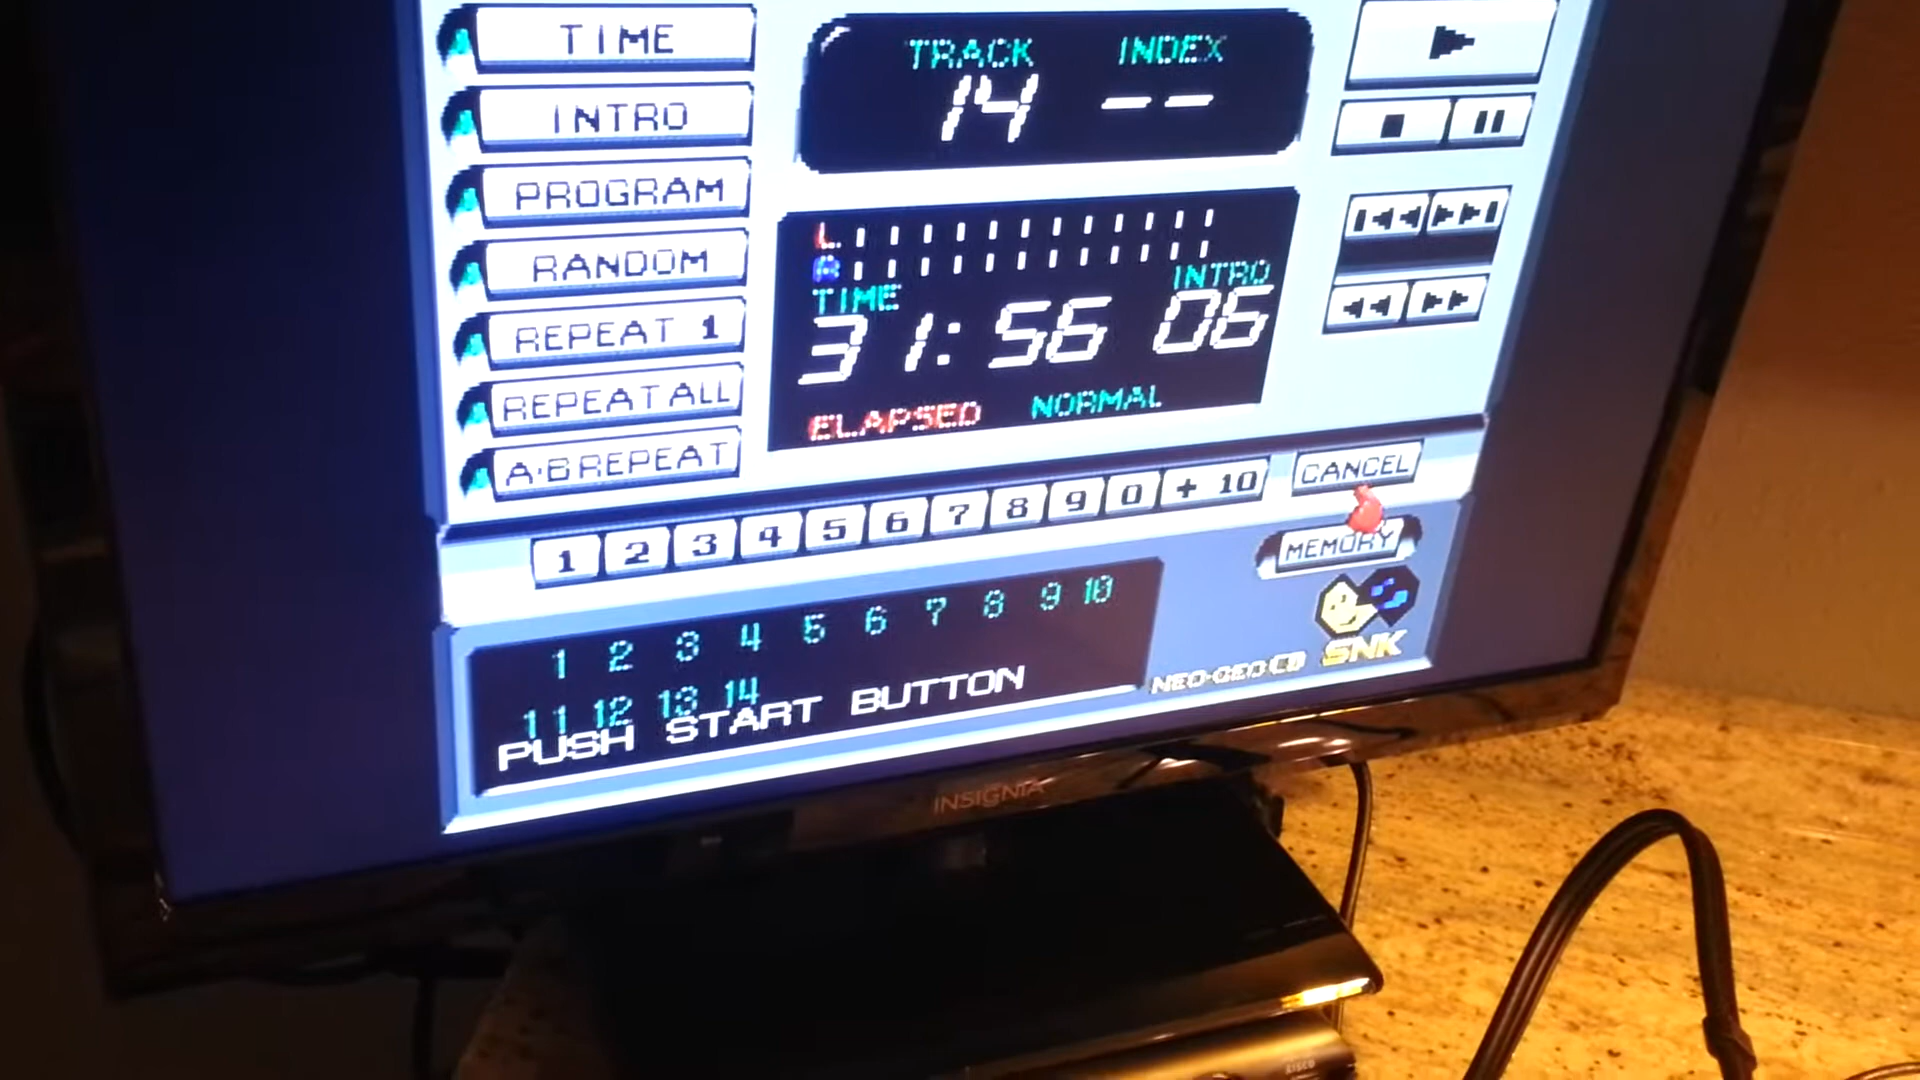 TIME
INTRO
PROGRAM
RANDOM
REPEAT 1
REPEAT ALL
A·B REPEAT
TRACK INDEX
14 --
L
R
TIME INTRO
31:56 06
ELAPSED NORMAL
1 2 3 4 5 6 7 8 9 0 + 10
CANCEL
MEMORY
1 2 3 4 5 6 7 8 9 10
11 12 13 14
PUSH START BUTTON
NEO·GEO CD
SNK
INSIGNIA